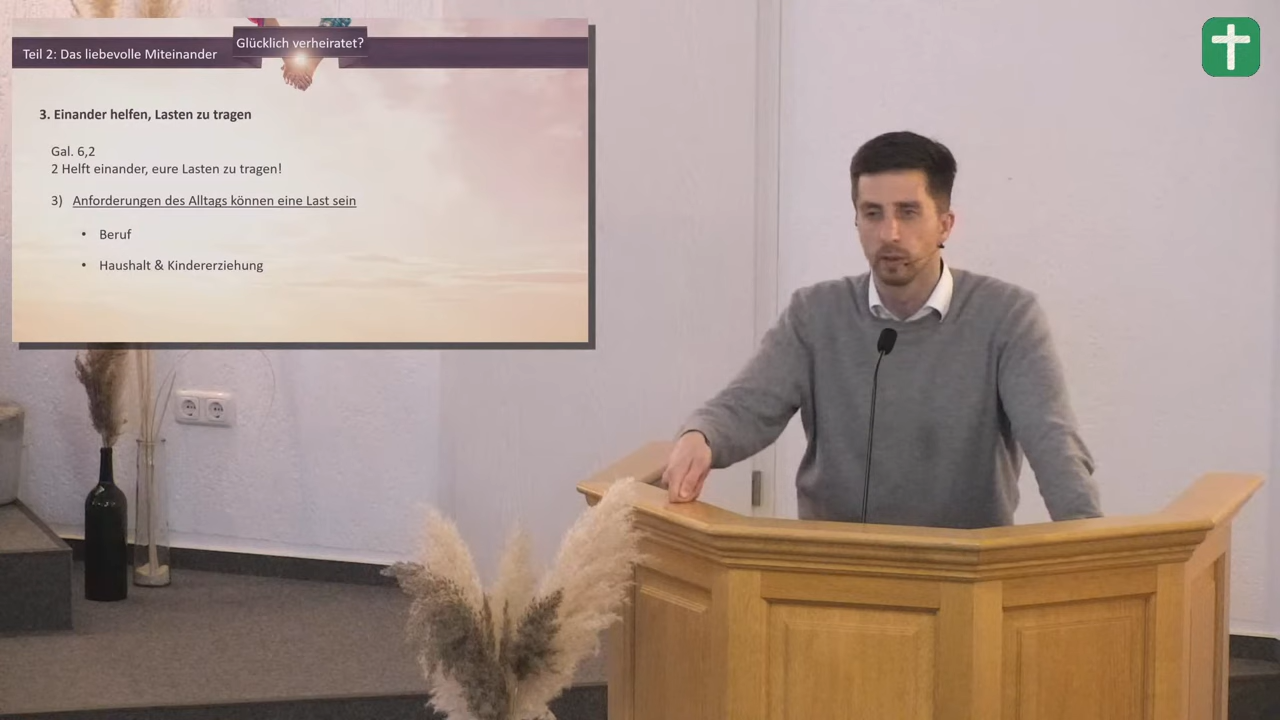 Glücklich verheiratet?
Teil 2: Das liebevolle Miteinander
3. Einander helfen, Lasten zu tragen
Gal. 6,2
2 Helft einander, eure Lasten zu tragen!
3) Anforderungen des Alltags können eine Last sein
• Beruf
• Haushalt & Kindererziehung